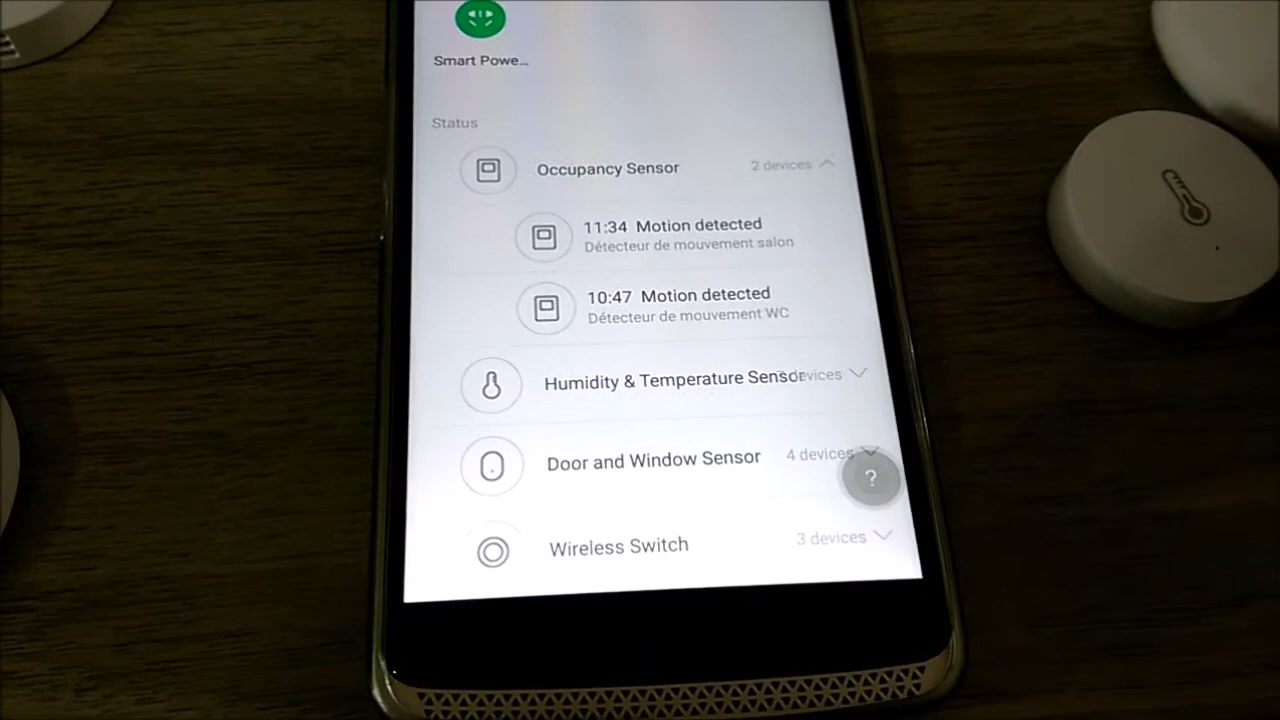 Smart Powe...
Status
Occupancy Sensor 2 devices
11:34 Motion detected
Détecteur de mouvement salon
10:47 Motion detected
Détecteur de mouvement WC
Humidity & Temperature Sensor devices
Door and Window Sensor 4 devices
?
Wireless Switch 3 devices